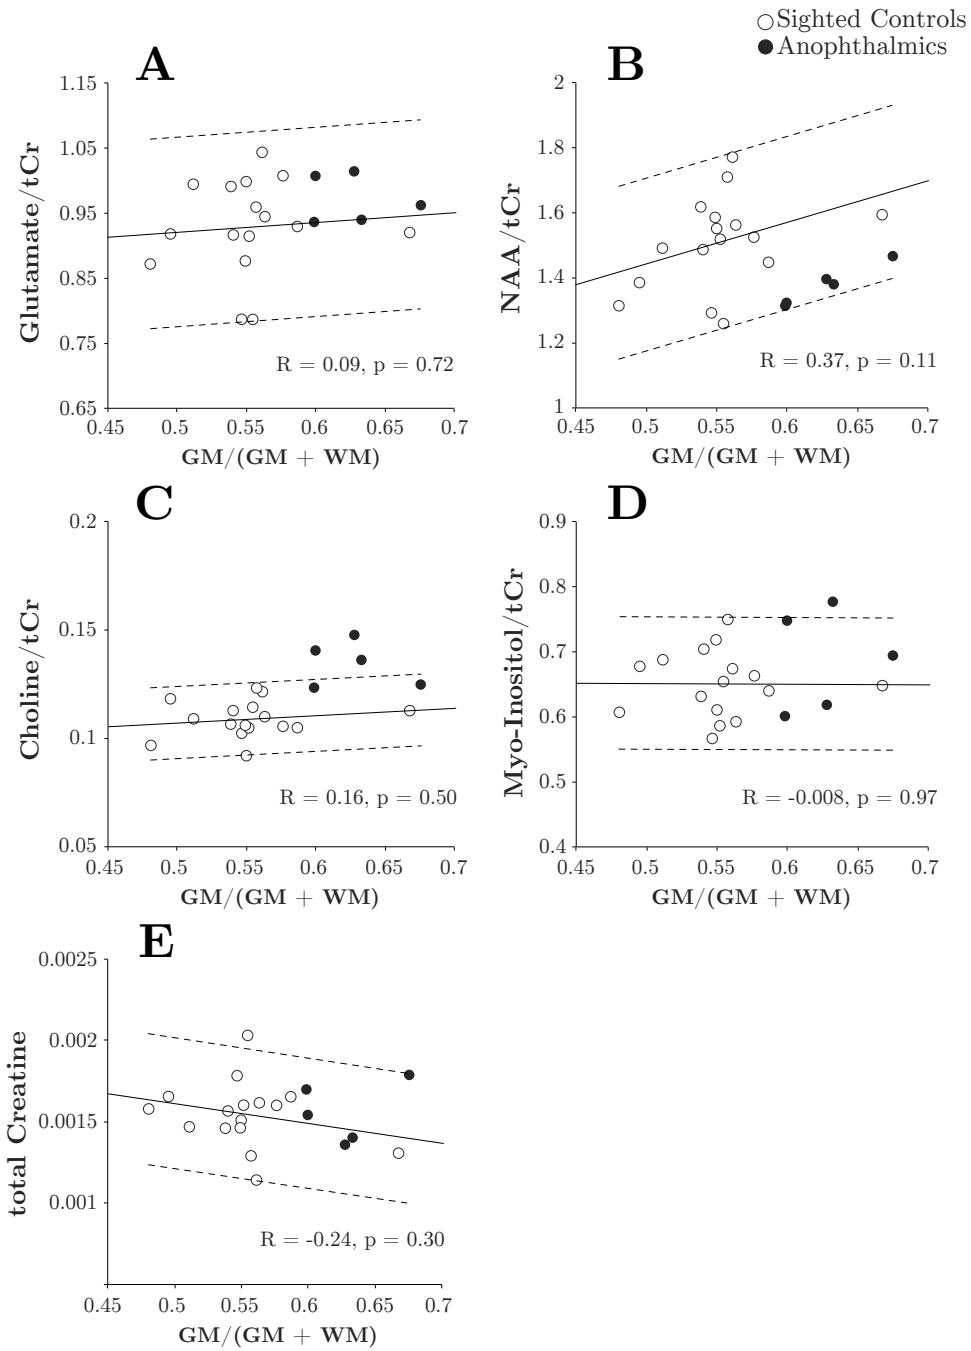 Sighted Controls
Anophthalmics
A
Glutamate/tCr
1.15
1.05
0.95
0.85
0.75
0.65
R = 0.09, p = 0.72
0.45 0.5 0.55 0.6 0.65 0.7
GM/(GM + WM)
B
NAA/tCr
2
1.8
1.6
1.4
1.2
1
R = 0.37, p = 0.11
0.45 0.5 0.55 0.6 0.65 0.7
GM/(GM + WM)
C
Choline/tCr
0.2
0.15
0.1
0.05
R = 0.16, p = 0.50
0.45 0.5 0.55 0.6 0.65 0.7
GM/(GM + WM)
D
Myo-Inositol/tCr
0.9
0.8
0.7
0.6
0.5
0.4
R = -0.008, p = 0.97
0.45 0.5 0.55 0.6 0.65 0.7
GM/(GM + WM)
E
total Creatine
0.0025
0.002
0.0015
0.001
R = -0.24, p = 0.30
0.45 0.5 0.55 0.6 0.65 0.7
GM/(GM + WM)